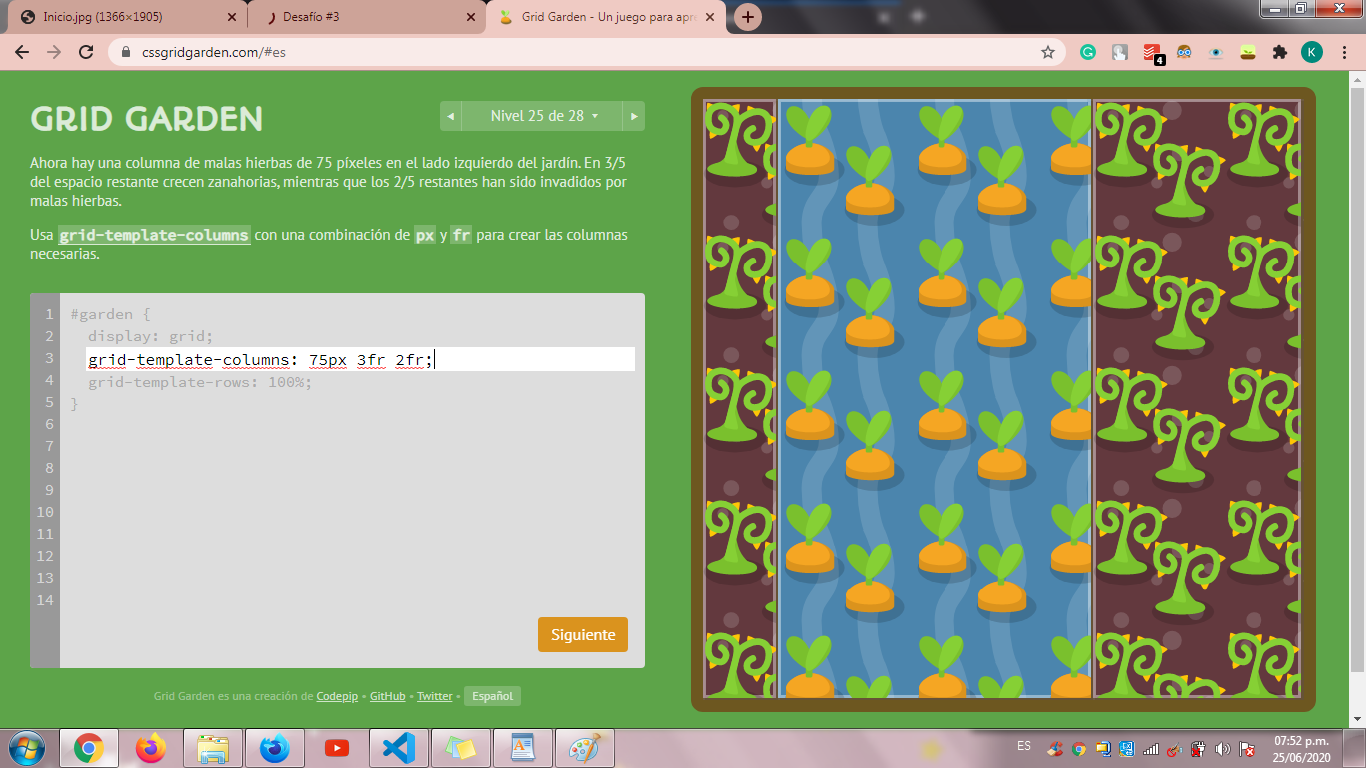 Inicio.jpg (1366×1905)
Desafío #3
Grid Garden - Un juego para apre
cssgridgarden.com/#es
4
K
GRID GARDEN
Nivel 25 de 28
Ahora hay una columna de malas hierbas de 75 píxeles en el lado izquierdo del jardín. En 3/5
del espacio restante crecen zanahorias, mientras que los 2/5 restantes han sido invadidos por
malas hierbas.
Usa grid-template-columns con una combinación de px y fr para crear las columnas
necesarias.
1 #garden {
2 display: grid;
3 grid-template-columns: 75px 3fr 2fr;
4 grid-template-rows: 100%;
5 }
6
7
8
9
10
11
12
13
14
Siguiente
Grid Garden es una creación de Codepip • GitHub • Twitter • Español
ES
07:52 p.m.
25/06/2020